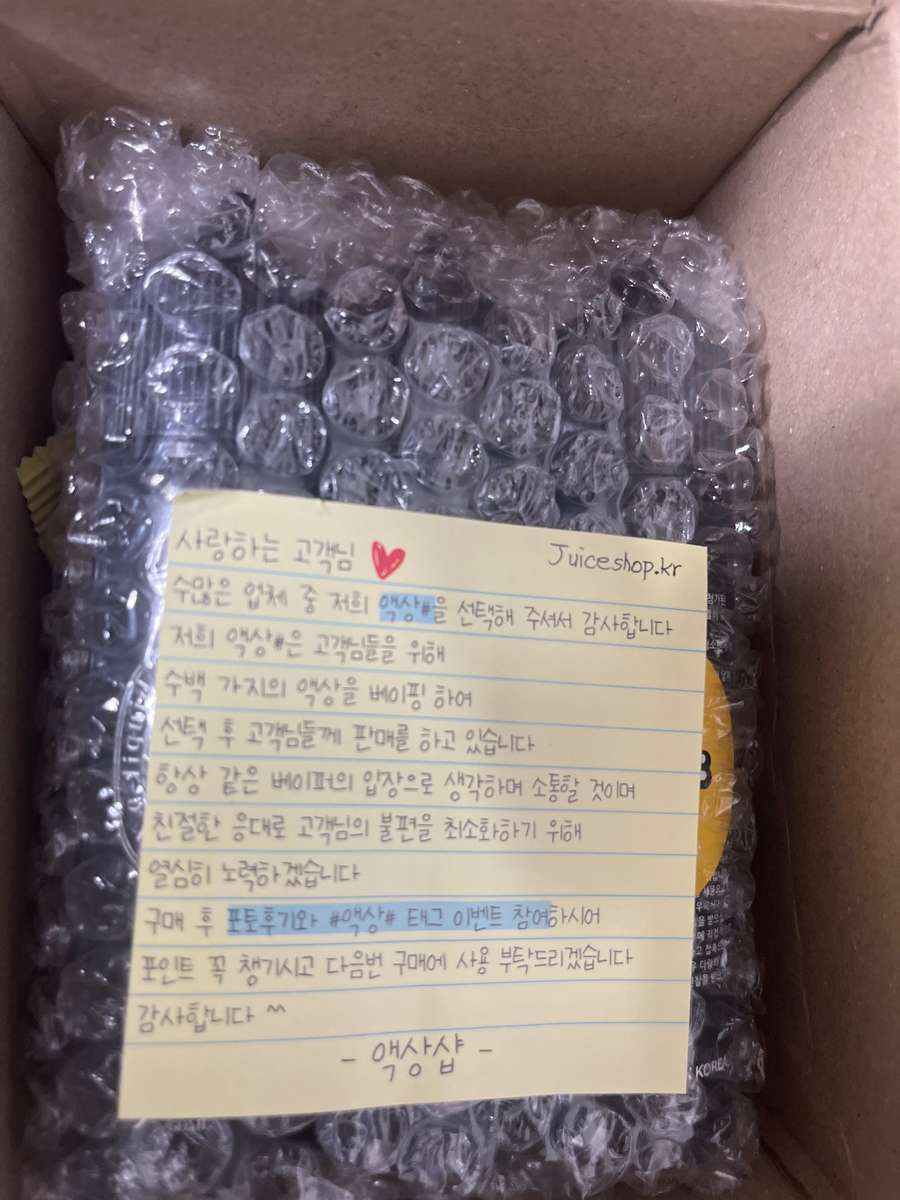 사랑하는 고객님
Juiceshop.kr
수많은 업체 중 저희 액상#을 선택해 주셔서 감사합니다
저희 액상#은 고객님들을 위해
수백 가지의 액상을 베이핑 하여
선택 후 고객님들께 판매를 하고 있습니다
항상 같은 베이퍼의 입장으로 생각하며 소통할 것이며
친절한 응대로 고객님의 불편을 최소화하기 위해
열심히 노력하겠습니다
구매 후 포토후기와 #액상# 태그 이벤트 참여하시어
포인트 꼭 챙기시고 다음번 구매에 사용 부탁드리겠습니다
감사합니다 ^^
- 액상샵 -
KOREA